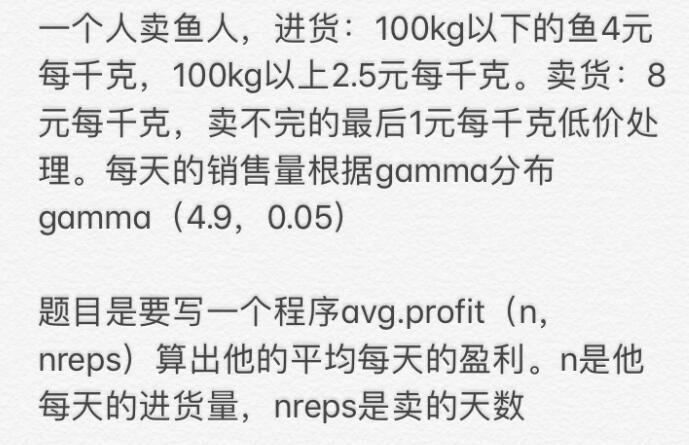 一个人卖鱼人，进货：100kg以下的鱼4元
每千克，100kg以上2.5元每千克。卖货：8
元每千克，卖不完的最后1元每千克低价处
理。每天的销售量根据gamma分布
gamma（4.9，0.05）
题目是要写一个程序avg.profit（n，
nreps）算出他的平均每天的盈利。n是他
每天的进货量，nreps是卖的天数